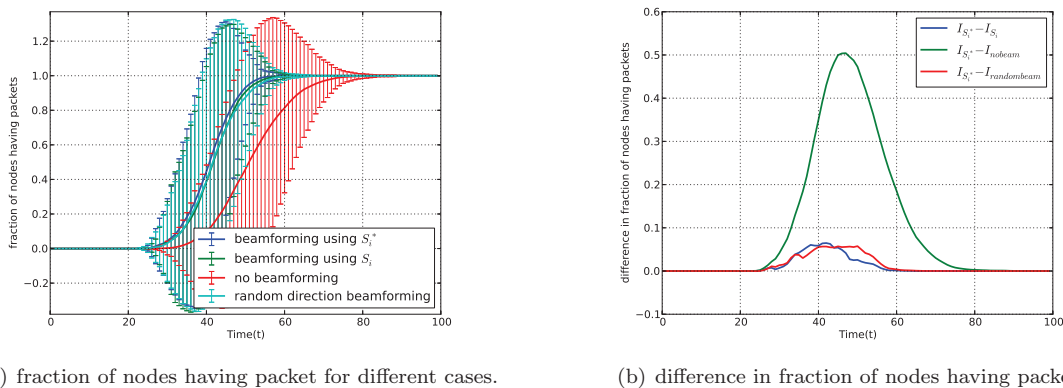 fraction of nodes having packets
1.2
1.0
0.8
0.6
0.4
0.2
0.0
−0.2
0 20 40 60 80 100
Time(t)
beamforming using S_i^*
beamforming using S_i
no beamforming
random direction beamforming
difference in fraction of nodes having packets
0.6
0.5
0.4
0.3
0.2
0.1
0.0
−0.1
0 20 40 60 80 100
Time(t)
I_{S_i^*}−I_{S_i}
I_{S_i^*}−I_{nobeam}
I_{S_i^*}−I_{randombeam}
) fraction of nodes having packet for different cases.
(b) difference in fraction of nodes having pack